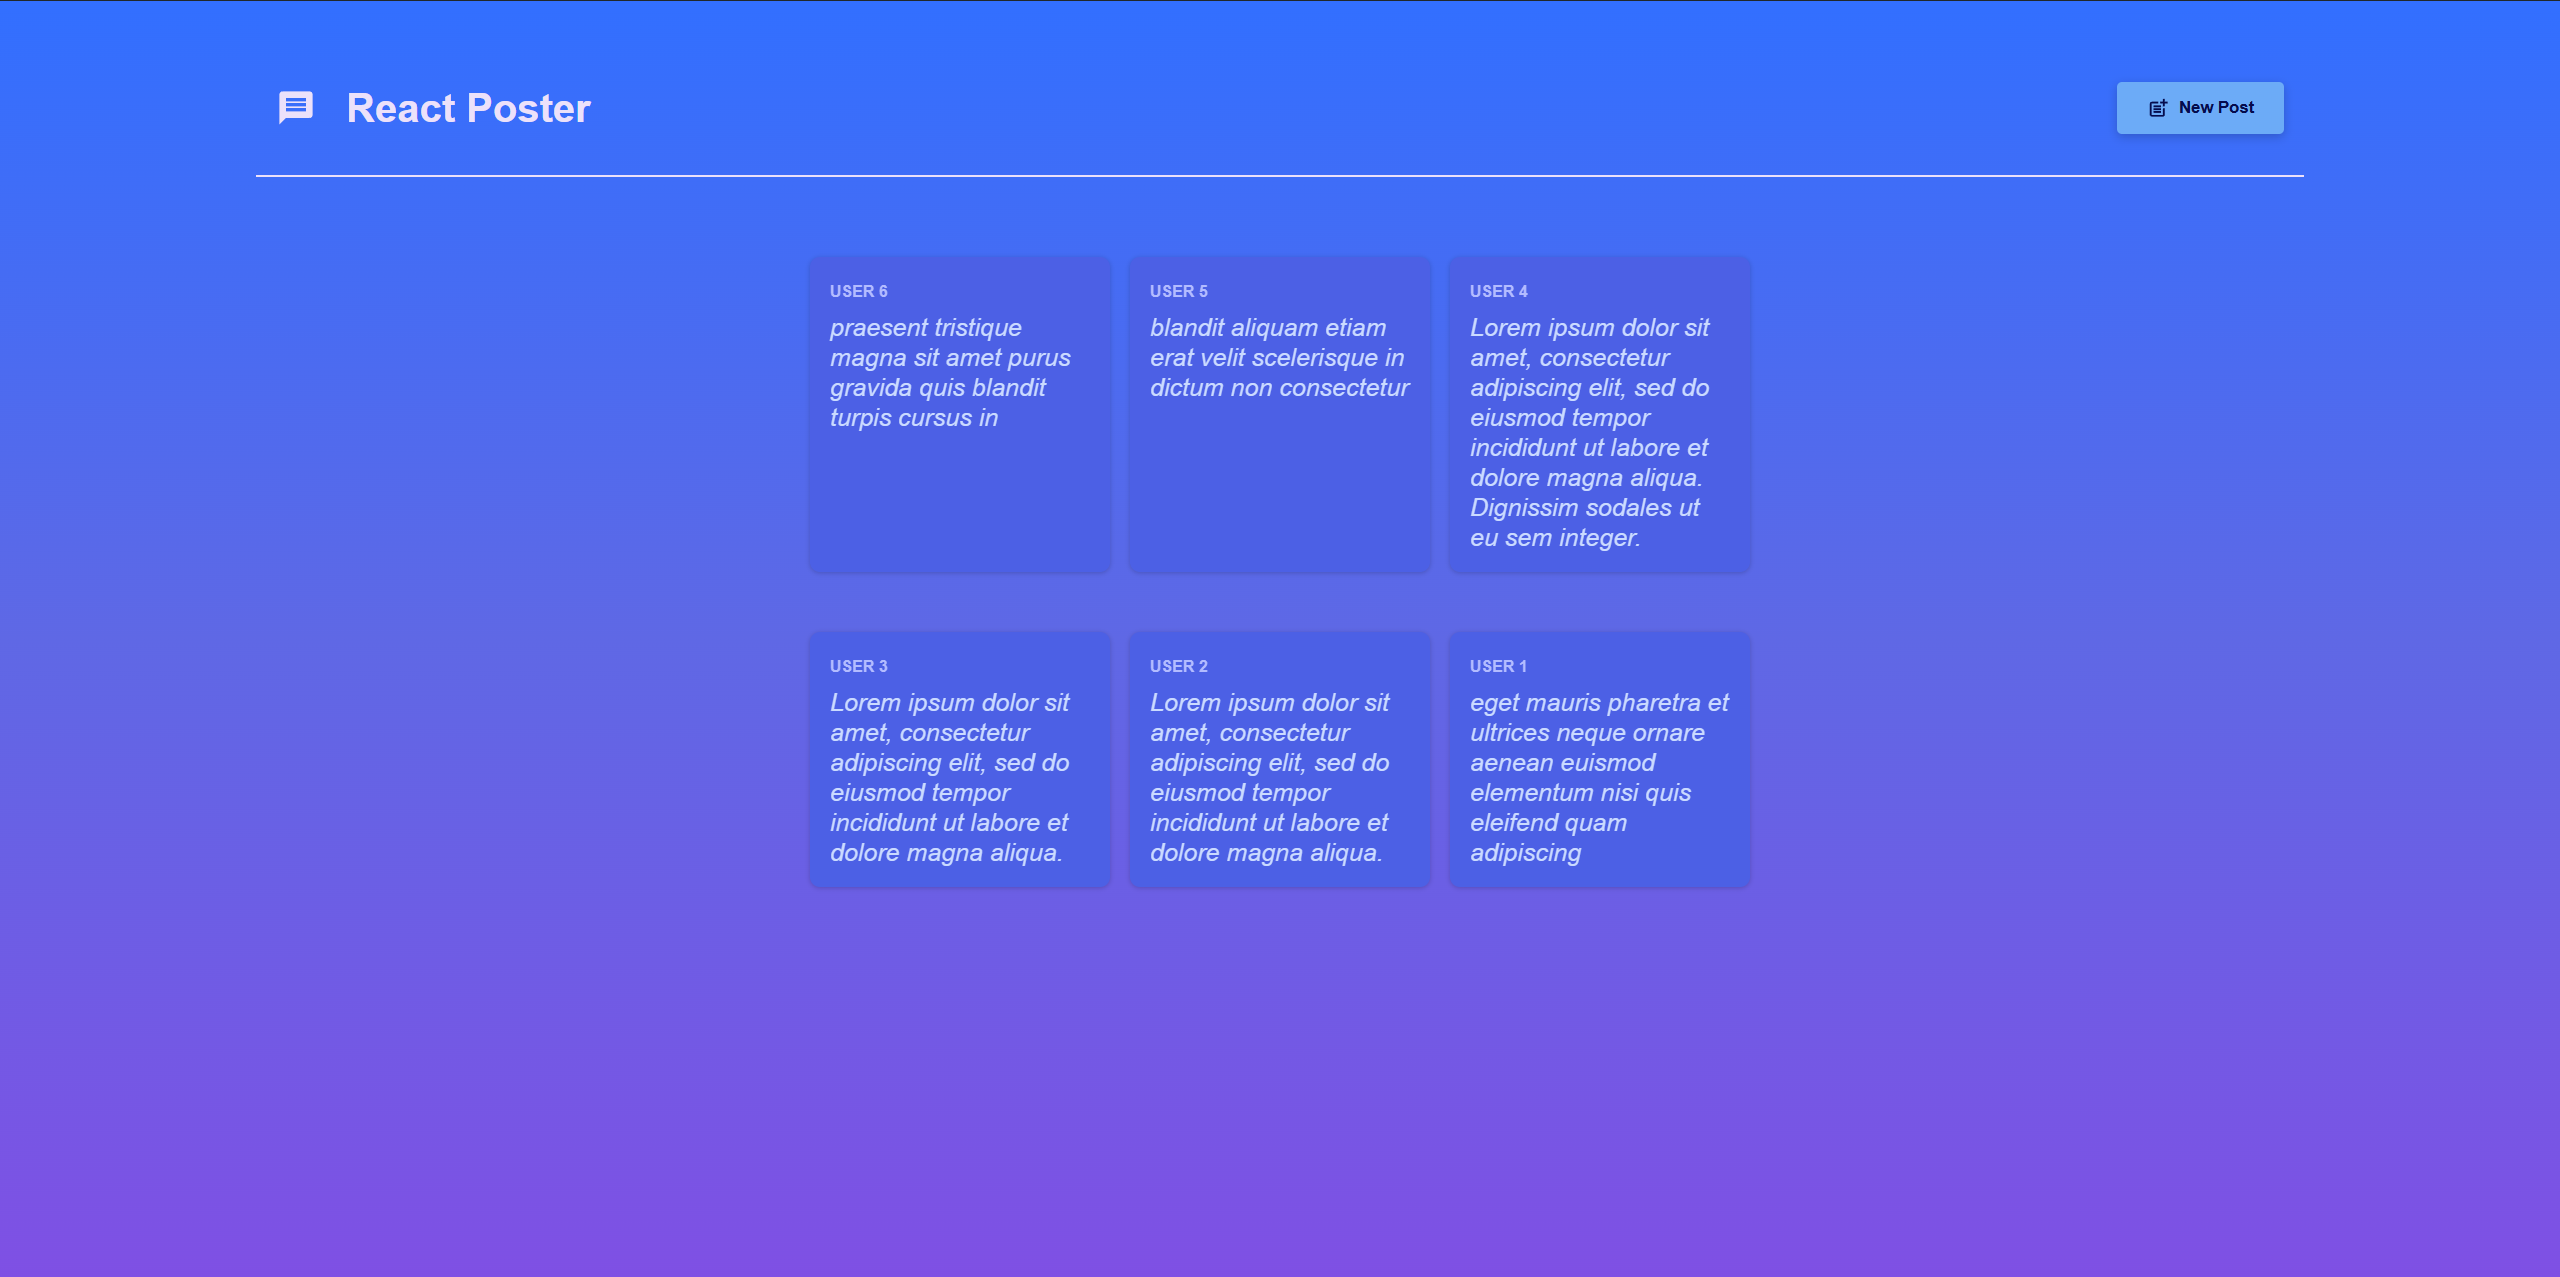 React Poster
New Post
USER 6
praesent tristique
magna sit amet purus
gravida quis blandit
turpis cursus in
USER 5
blandit aliquam etiam
erat velit scelerisque in
dictum non consectetur
USER 4
Lorem ipsum dolor sit
amet, consectetur
adipiscing elit, sed do
eiusmod tempor
incididunt ut labore et
dolore magna aliqua.
Dignissim sodales ut
eu sem integer.
USER 3
Lorem ipsum dolor sit
amet, consectetur
adipiscing elit, sed do
eiusmod tempor
incididunt ut labore et
dolore magna aliqua.
USER 2
Lorem ipsum dolor sit
amet, consectetur
adipiscing elit, sed do
eiusmod tempor
incididunt ut labore et
dolore magna aliqua.
USER 1
eget mauris pharetra et
ultrices neque ornare
aenean euismod
elementum nisi quis
eleifend quam
adipiscing